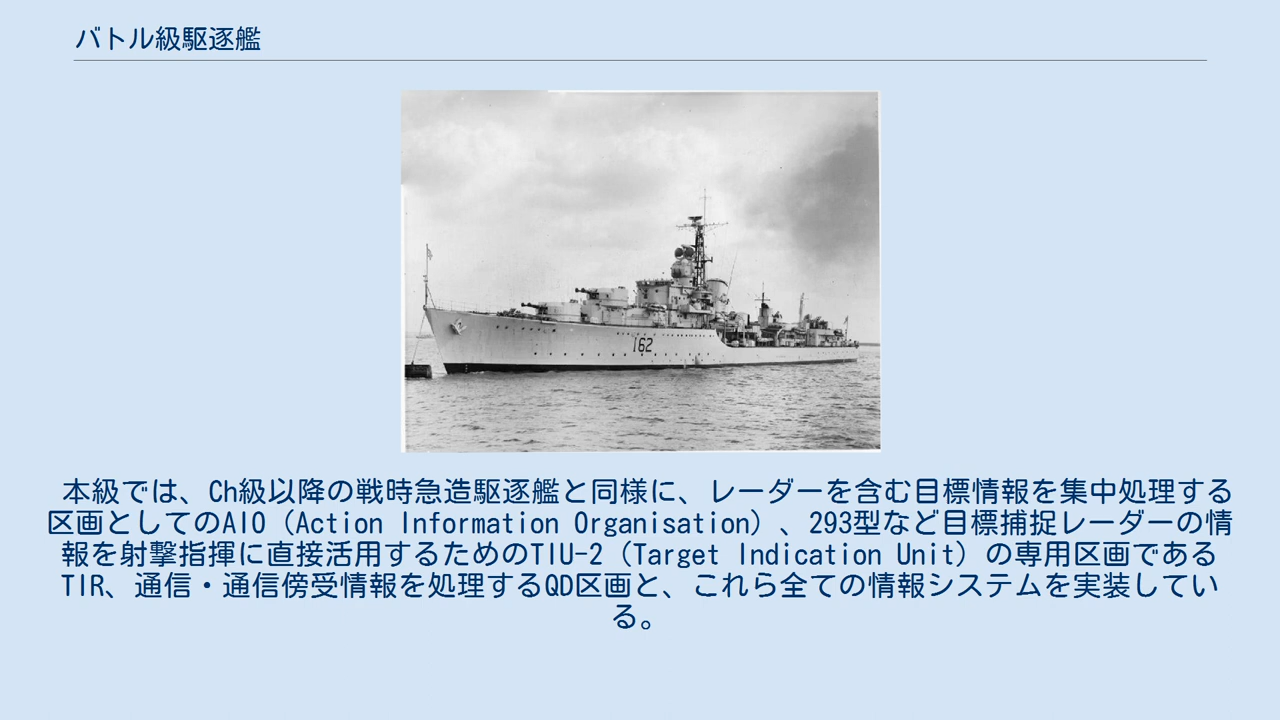 バトル級駆逐艦
162
本級では、Ch級以降の戦時急造駆逐艦と同様に、レーダーを含む目標情報を集中処理する
区画としてのAIO（Action Information Organisation）、293型など目標捕捉レーダーの情
報を射撃指揮に直接活用するためのTIU-2（Target Indication Unit）の専用区画である
TIR、通信・通信傍受情報を処理するQD区画と、これら全ての情報システムを実装してい
る。